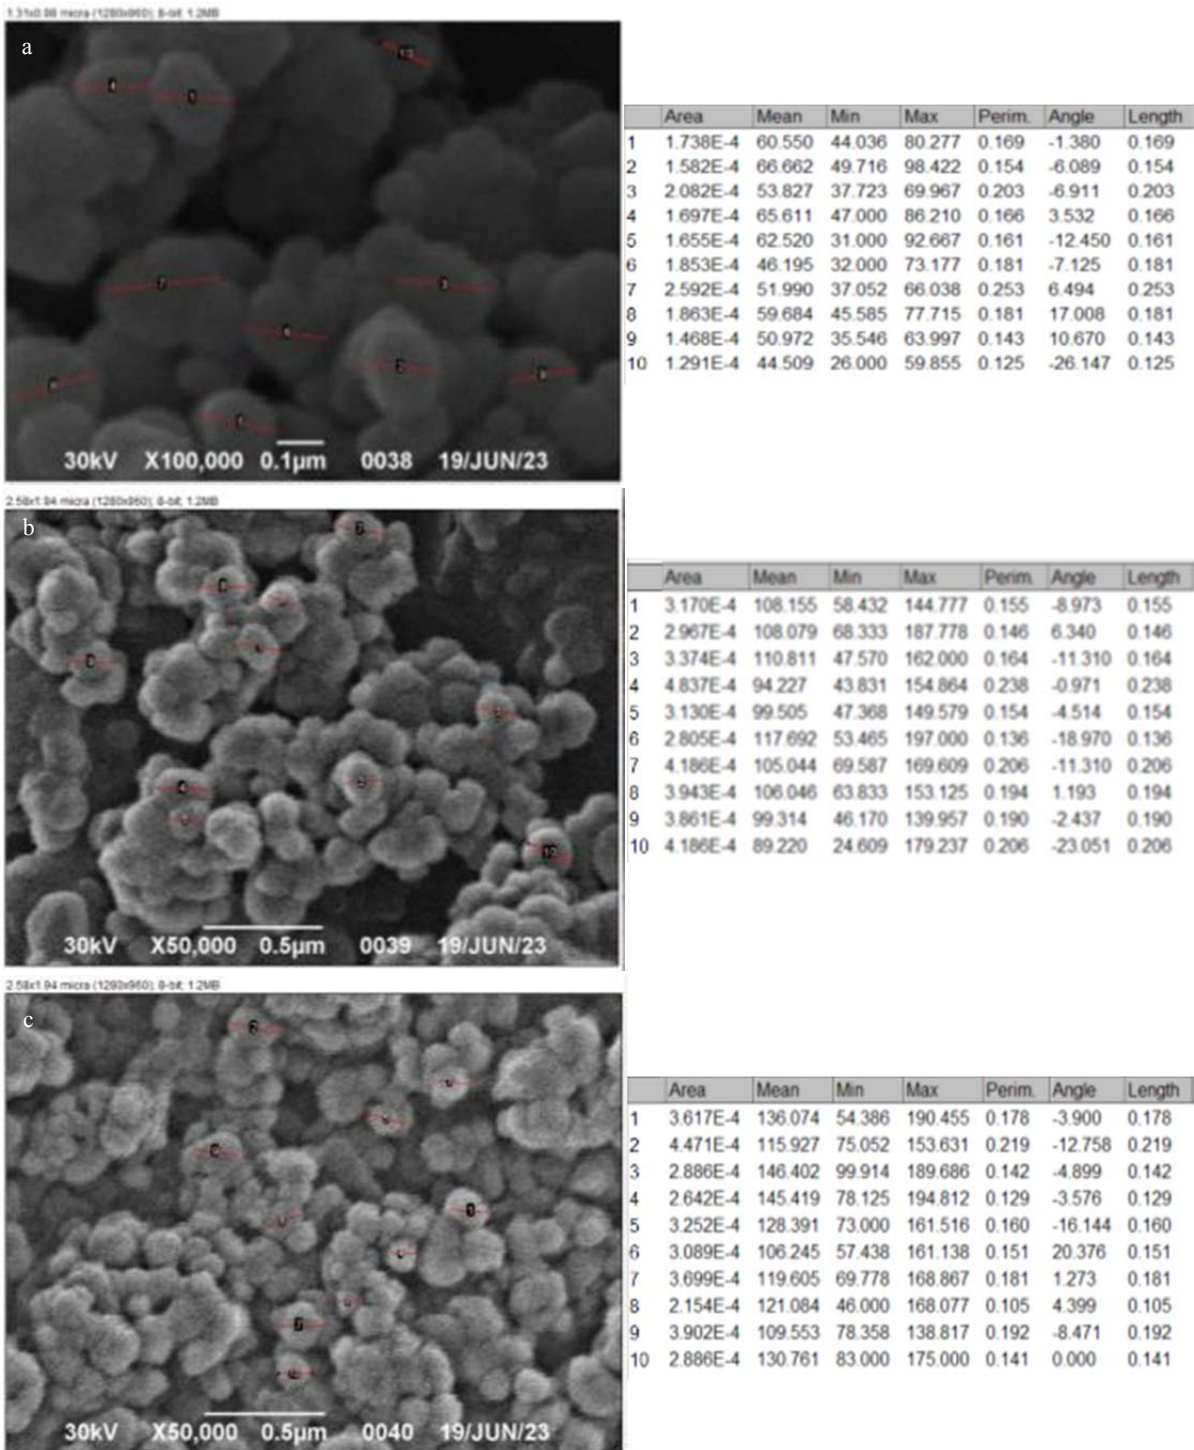 1.31x0.98 micra (1280x960); 8-bit; 1.2MB
a
30kV X100,000 0.1µm 0038 19/JUN/23
Area Mean Min Max Perim. Angle Length
1 1.738E-4 60.550 44.036 80.277 0.169 -1.380 0.169
2 1.582E-4 66.662 49.716 98.422 0.154 -6.089 0.154
3 2.082E-4 53.827 37.723 69.967 0.203 -6.911 0.203
4 1.697E-4 65.611 47.000 86.210 0.166 3.532 0.166
5 1.655E-4 62.520 31.000 92.667 0.161 -12.450 0.161
6 1.853E-4 46.195 32.000 73.177 0.181 -7.125 0.181
7 2.592E-4 51.990 37.052 66.038 0.253 6.494 0.253
8 1.863E-4 59.684 45.585 77.715 0.181 17.008 0.181
9 1.468E-4 50.972 35.546 63.997 0.143 10.670 0.143
10 1.291E-4 44.509 26.000 59.855 0.125 -26.147 0.125
2.58x1.94 micra (1280x960); 8-bit; 1.2MB
b
30kV X50,000 0.5µm 0039 19/JUN/23
Area Mean Min Max Perim. Angle Length
1 3.170E-4 108.155 58.432 144.777 0.155 -8.973 0.155
2 2.967E-4 108.079 68.333 187.778 0.146 6.340 0.146
3 3.374E-4 110.811 47.570 162.000 0.164 -11.310 0.164
4 4.837E-4 94.227 43.831 154.864 0.238 -0.971 0.238
5 3.130E-4 99.505 47.368 149.579 0.154 -4.514 0.154
6 2.805E-4 117.692 53.465 197.000 0.136 -18.970 0.136
7 4.186E-4 105.044 69.587 169.609 0.206 -11.310 0.206
8 3.943E-4 106.046 63.833 153.125 0.194 1.193 0.194
9 3.861E-4 99.314 46.170 139.957 0.190 -2.437 0.190
10 4.186E-4 89.220 24.609 179.237 0.206 -23.051 0.206
2.58x1.94 micra (1280x960); 8-bit; 1.2MB
c
30kV X50,000 0.5µm 0040 19/JUN/23
Area Mean Min Max Perim. Angle Length
1 3.617E-4 136.074 54.386 190.455 0.178 -3.900 0.178
2 4.471E-4 115.927 75.052 153.631 0.219 -12.758 0.219
3 2.886E-4 146.402 99.914 189.686 0.142 -4.899 0.142
4 2.642E-4 145.419 78.125 194.812 0.129 -3.576 0.129
5 3.252E-4 128.391 73.000 161.516 0.160 -16.144 0.160
6 3.089E-4 106.245 57.438 161.138 0.151 20.376 0.151
7 3.699E-4 119.605 69.778 168.867 0.181 1.273 0.181
8 2.154E-4 121.084 46.000 168.077 0.105 4.399 0.105
9 3.902E-4 109.553 78.358 138.817 0.192 -8.471 0.192
10 2.886E-4 130.761 83.000 175.000 0.141 0.000 0.141